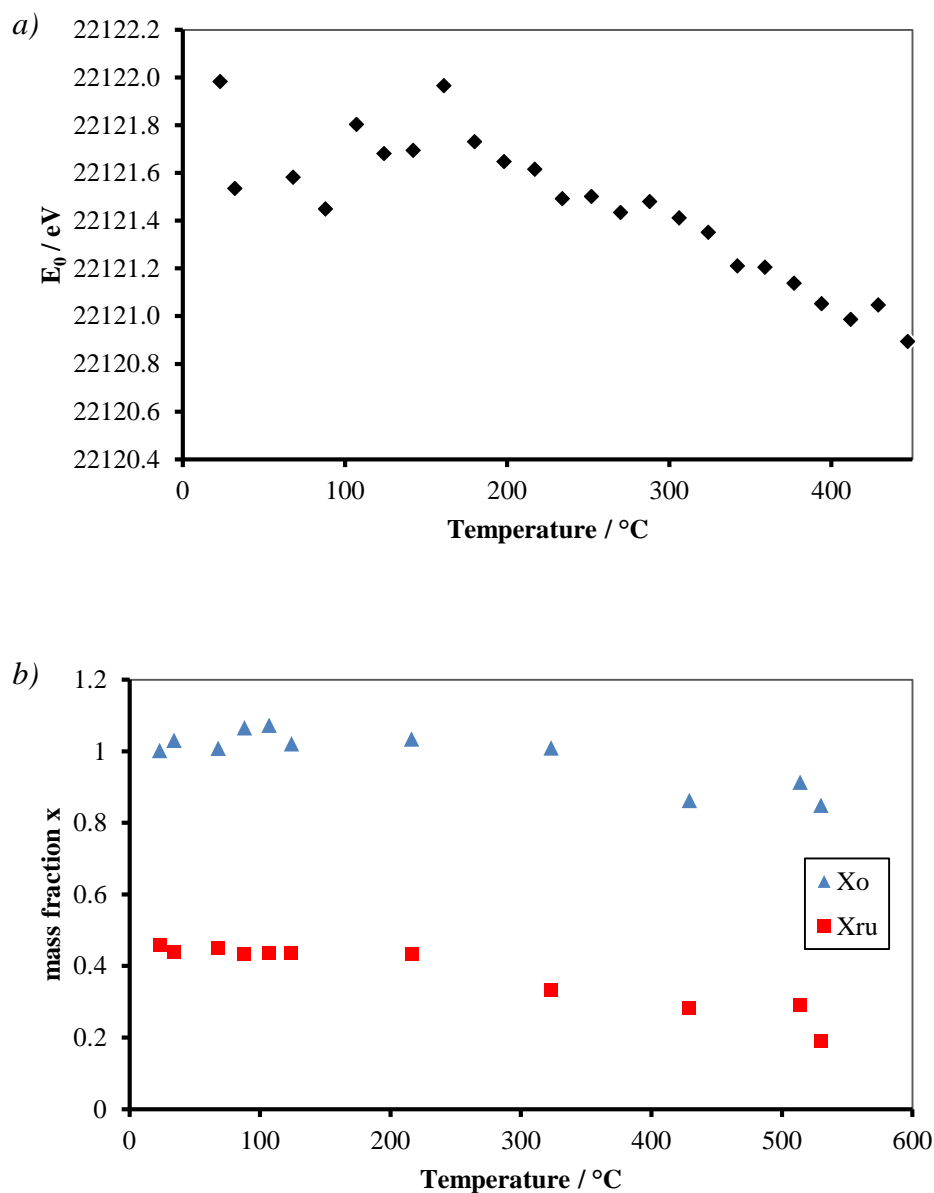 a)
22122.2
22122.0
22121.8
22121.6
22121.4
22121.2
22121.0
22120.8
22120.6
22120.4
E0 / eV
0 100 200 300 400
Temperature / °C
b)
1.2
1
0.8
0.6
0.4
0.2
0
mass fraction x
Xo
Xru
0 100 200 300 400 500 600
Temperature / °C